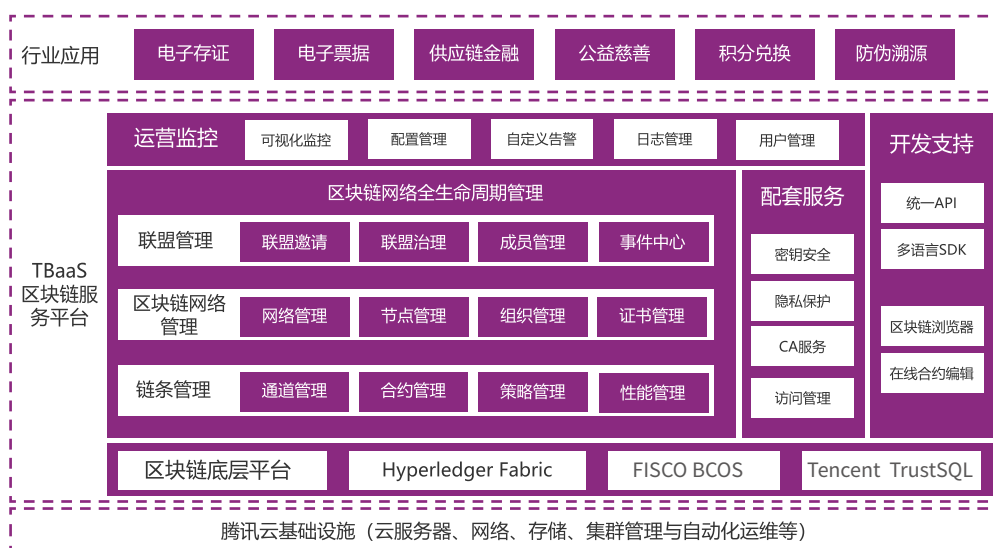 行业应用
电子存证
电子票据
供应链金融
公益慈善
积分兑换
防伪溯源
TBaaS
区块链服
务平台
运营监控
可视化监控
配置管理
自定义告警
日志管理
用户管理
区块链网络全生命周期管理
联盟管理
联盟邀请
联盟治理
成员管理
事件中心
区块链网络
管理
网络管理
节点管理
组织管理
证书管理
链条管理
通道管理
合约管理
策略管理
性能管理
配套服务
密钥安全
隐私保护
CA服务
访问管理
开发支持
统一API
多语言SDK
区块链浏览器
在线合约编辑
区块链底层平台
Hyperledger Fabric
FISCO BCOS
Tencent TrustSQL
腾讯云基础设施（云服务器、网络、存储、集群管理与自动化运维等）